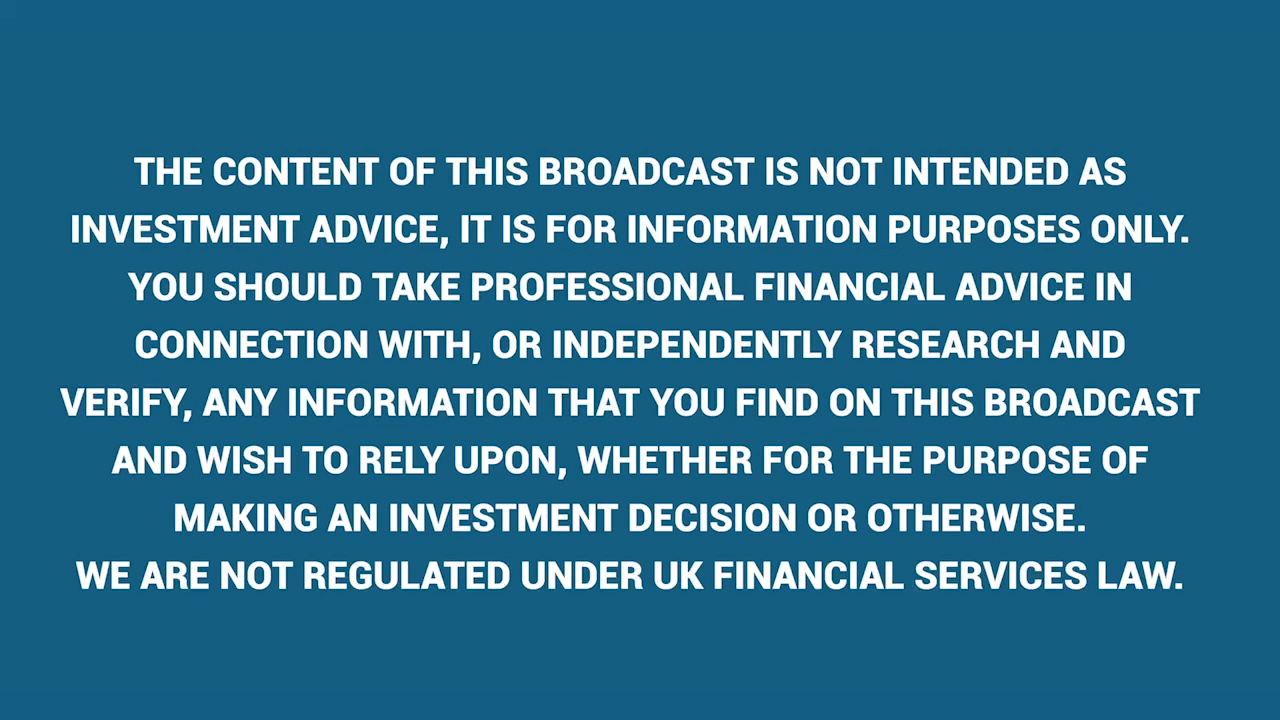 THE CONTENT OF THIS BROADCAST IS NOT INTENDED AS
INVESTMENT ADVICE, IT IS FOR INFORMATION PURPOSES ONLY.
YOU SHOULD TAKE PROFESSIONAL FINANCIAL ADVICE IN
CONNECTION WITH, OR INDEPENDENTLY RESEARCH AND
VERIFY, ANY INFORMATION THAT YOU FIND ON THIS BROADCAST
AND WISH TO RELY UPON, WHETHER FOR THE PURPOSE OF
MAKING AN INVESTMENT DECISION OR OTHERWISE.
WE ARE NOT REGULATED UNDER UK FINANCIAL SERVICES LAW.